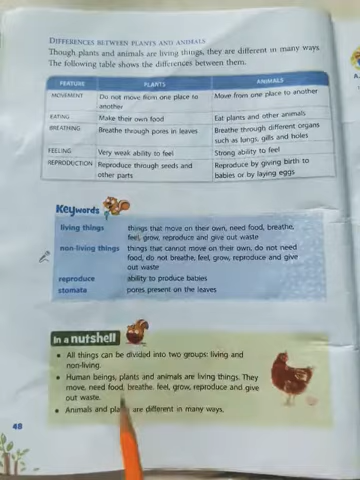 DIFFERENCES BETWEEN PLANTS AND ANIMALS
Though plants and animals are living things, they are different in many ways.
The following table shows the differences between them.
FEATURE PLANTS ANIMALS
MOVEMENT Do not move from one place to another Move from one place to another
EATING Make their own food Eat plants and other animals
BREATHING Breathe through pores in leaves Breathe through different organs such as lungs, gills and holes
FEELING Very weak ability to feel Strong ability to feel
REPRODUCTION Reproduce through seeds and other parts Reproduce by giving birth to babies or by laying eggs
Keywords
living things things that move on their own, need food, breathe,
feel, grow, reproduce and give out waste
non-living things things that cannot move on their own, do not need
food, do not breathe, feel, grow, reproduce and give
out waste
reproduce ability to produce babies
stomata pores present on the leaves
In a nutshell
• All things can be divided into two groups: living and
non-living.
• Human beings, plants and animals are living things. They
move, need food, breathe, feel, grow, reproduce and give
out waste.
• Animals and are different in many ways.
48